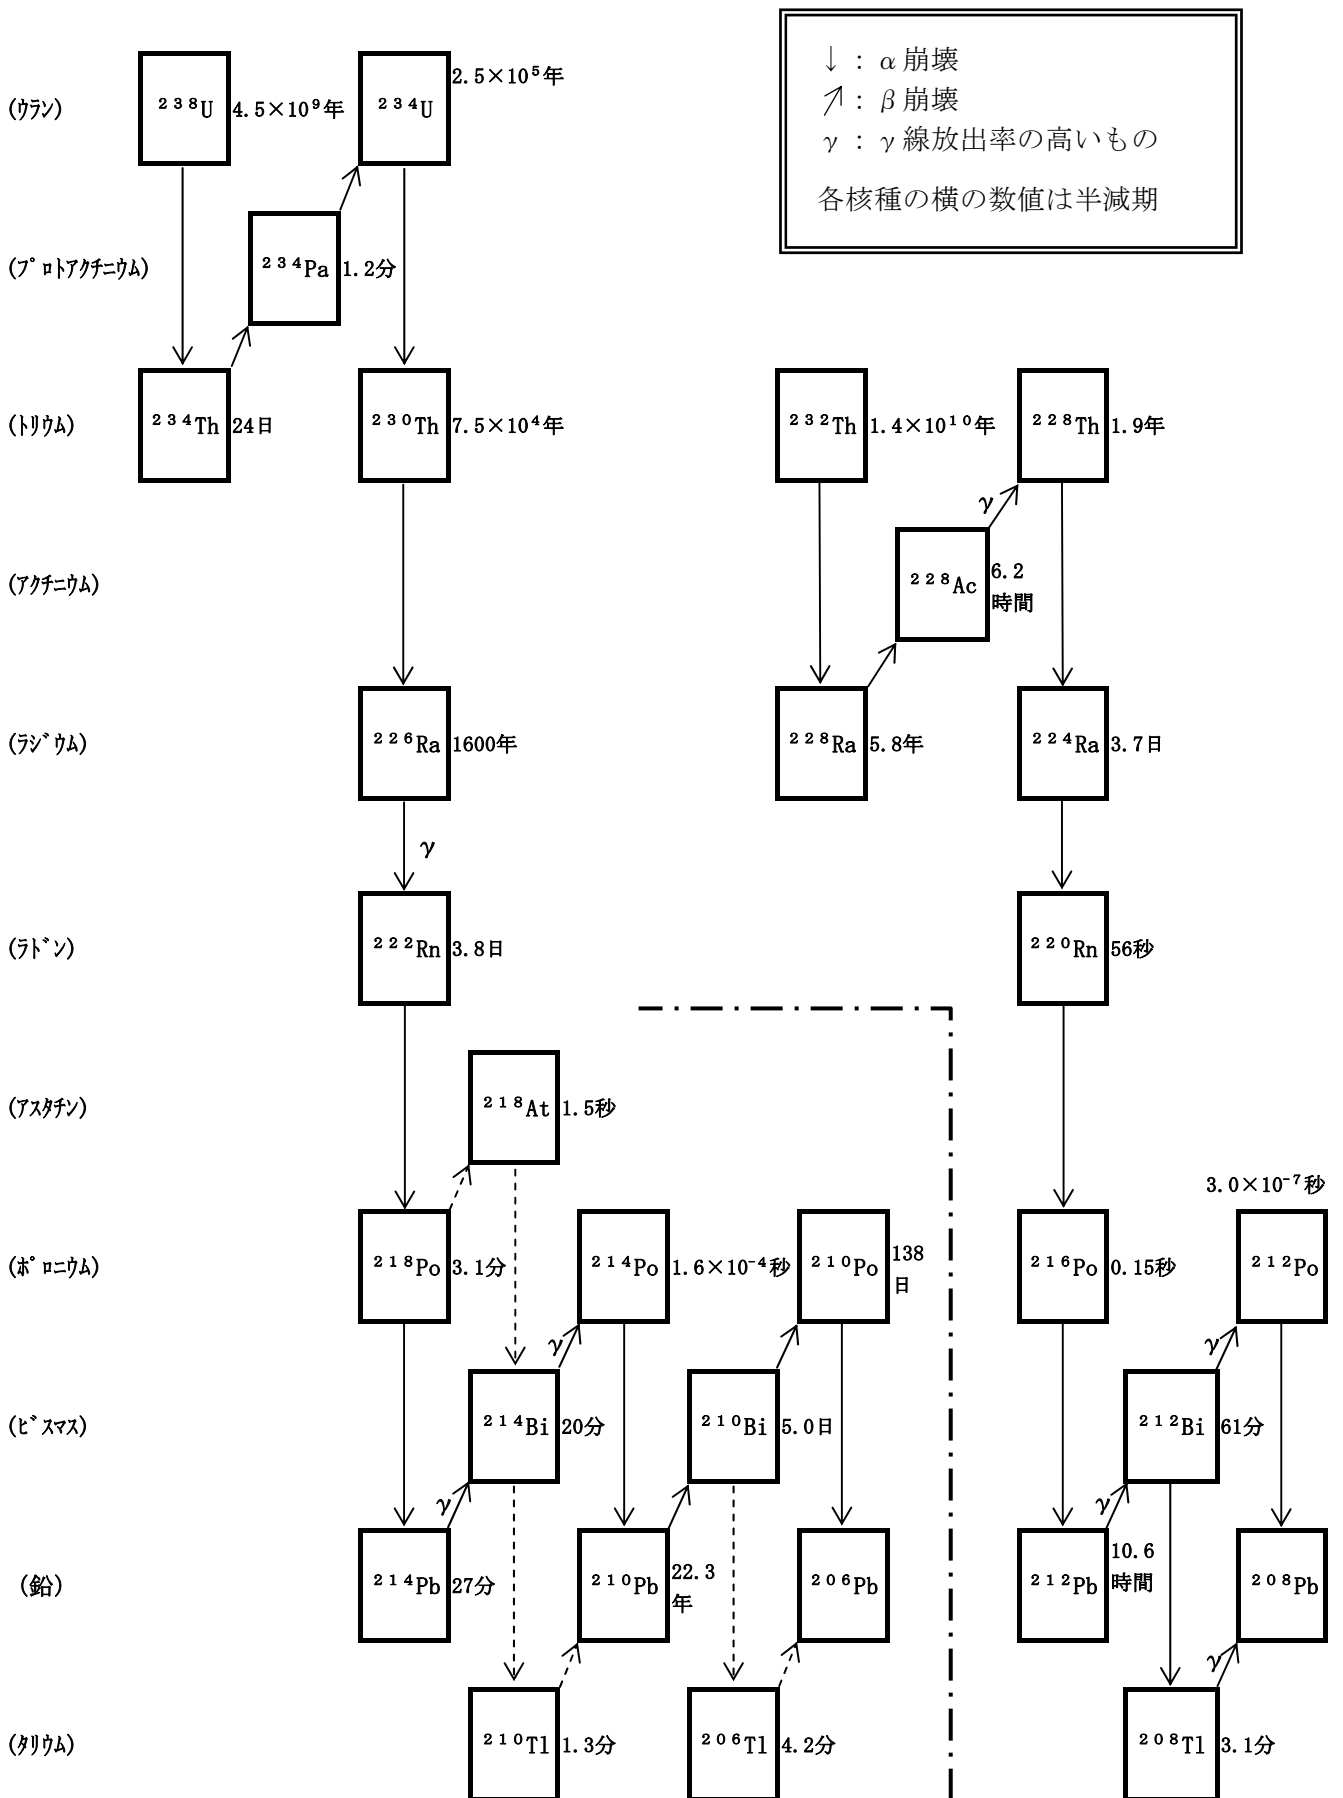 ↓ : α崩壊
↗ : β崩壊
γ : γ線放出率の高いもの
各核種の横の数値は半減期
(ウラン)
²³⁸U
4.5×10⁹年
²³⁴U
2.5×10⁵年
(プロトアクチニウム)
²³⁴Pa
1.2分
(トリウム)
²³⁴Th
24日
²³⁰Th
7.5×10⁴年
²³²Th
1.4×10¹⁰年
²²⁸Th
1.9年
γ
(アクチニウム)
²²⁸Ac
6.2
時間
(ラジウム)
²²⁶Ra
1600年
²²⁸Ra
5.8年
²²⁴Ra
3.7日
γ
(ラドン)
²²²Rn
3.8日
²²⁰Rn
56秒
(アスタチン)
²¹⁸At
1.5秒
3.0×10⁻⁷秒
(ポロニウム)
²¹⁸Po
3.1分
²¹⁴Po
1.6×10⁻⁴秒
²¹⁰Po
138
日
²¹⁶Po
0.15秒
²¹²Po
γ
γ
(ビスマス)
²¹⁴Bi
20分
²¹⁰Bi
5.0日
²¹²Bi
61分
γ
γ
(鉛)
²¹⁴Pb
27分
²¹⁰Pb
22.3
年
²⁰⁶Pb
²¹²Pb
10.6
時間
²⁰⁸Pb
γ
(タリウム)
²¹⁰Tl
1.3分
²⁰⁶Tl
4.2分
²⁰⁸Tl
3.1分